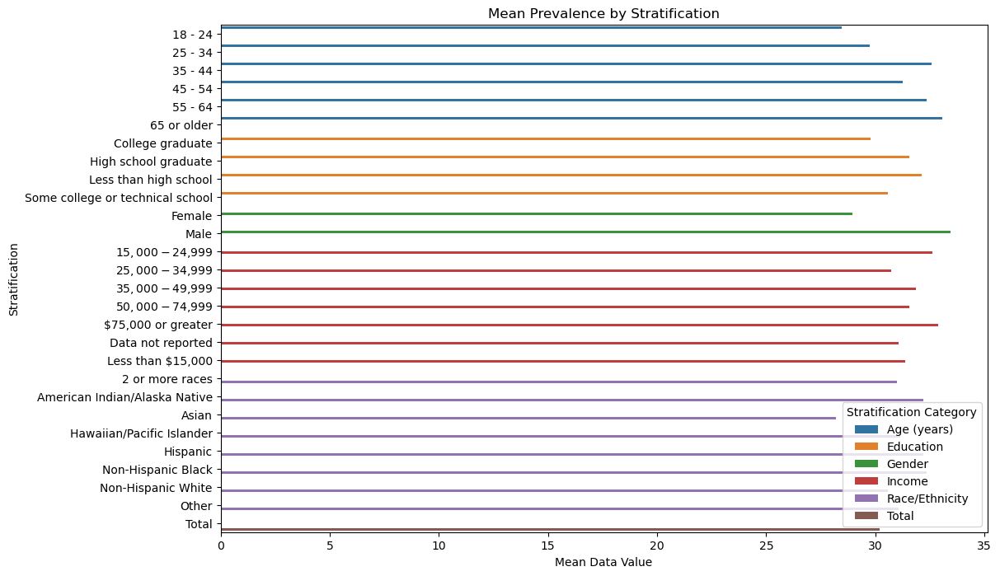 Mean Prevalence by Stratification
18 - 24
25 - 34
35 - 44
45 - 54
55 - 64
65 or older
College graduate
High school graduate
Less than high school
Some college or technical school
Female
Male
15,000 − 24,999
25,000 − 34,999
35,000 − 49,999
50,000 − 74,999
$75,000 or greater
Data not reported
Less than $15,000
2 or more races
American Indian/Alaska Native
Asian
Hawaiian/Pacific Islander
Hispanic
Non-Hispanic Black
Non-Hispanic White
Other
Total
Stratification
Stratification Category
Age (years)
Education
Gender
Income
Race/Ethnicity
Total
0 5 10 15 20 25 30 35
Mean Data Value